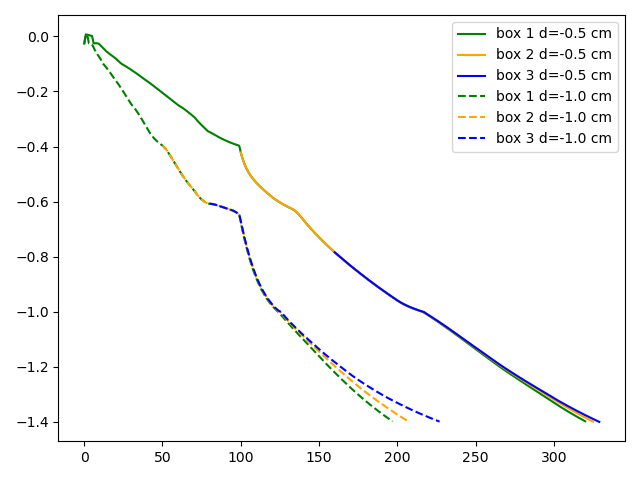 0.0
−0.2
−0.4
−0.6
−0.8
−1.0
−1.2
−1.4
0 50 100 150 200 250 300
box 1 d=-0.5 cm
box 2 d=-0.5 cm
box 3 d=-0.5 cm
box 1 d=-1.0 cm
box 2 d=-1.0 cm
box 3 d=-1.0 cm